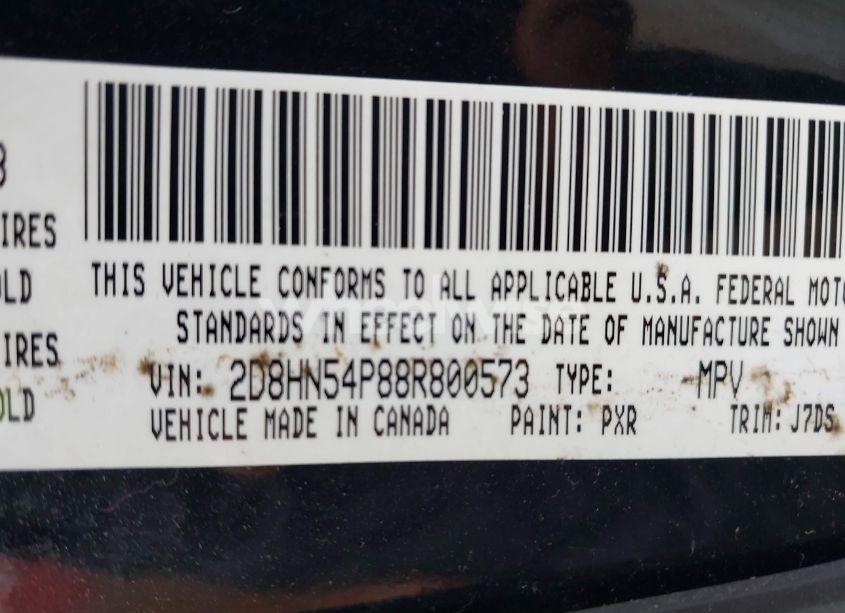 8
IRES
OLD
THIS VEHICLE CONFORMS TO ALL APPLICABLE U.S.A. FEDERAL MOTO
STANDARDS IN EFFECT ON THE DATE OF MANUFACTURE SHOWN
IRES
VIN: 2D8HN54P88R800573 TYPE: MPV
OLD
VEHICLE MADE IN CANADA PAINT: PXR TRIM: J7DS